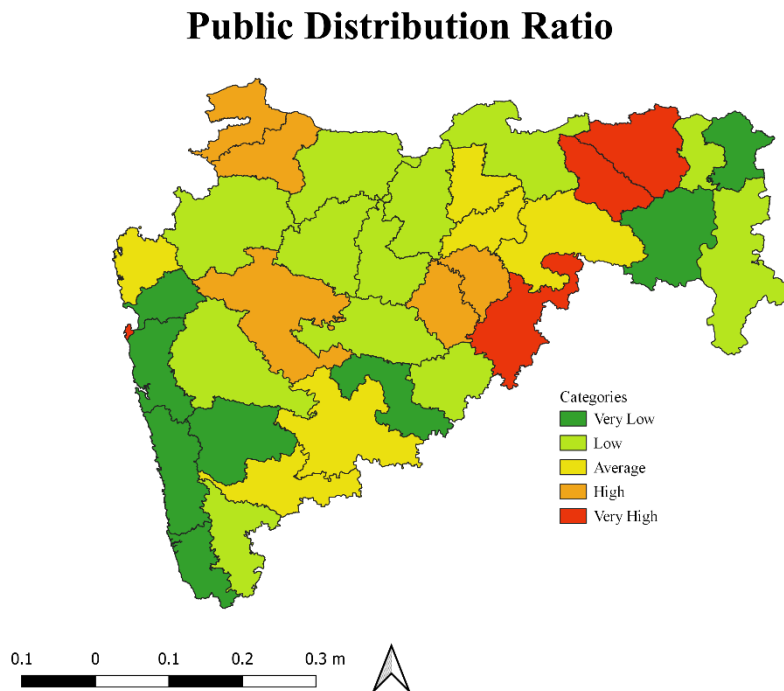 Public Distribution Ratio
Categories
Very Low
Low
Average
High
Very High
0.1 0 0.1 0.2 0.3 m